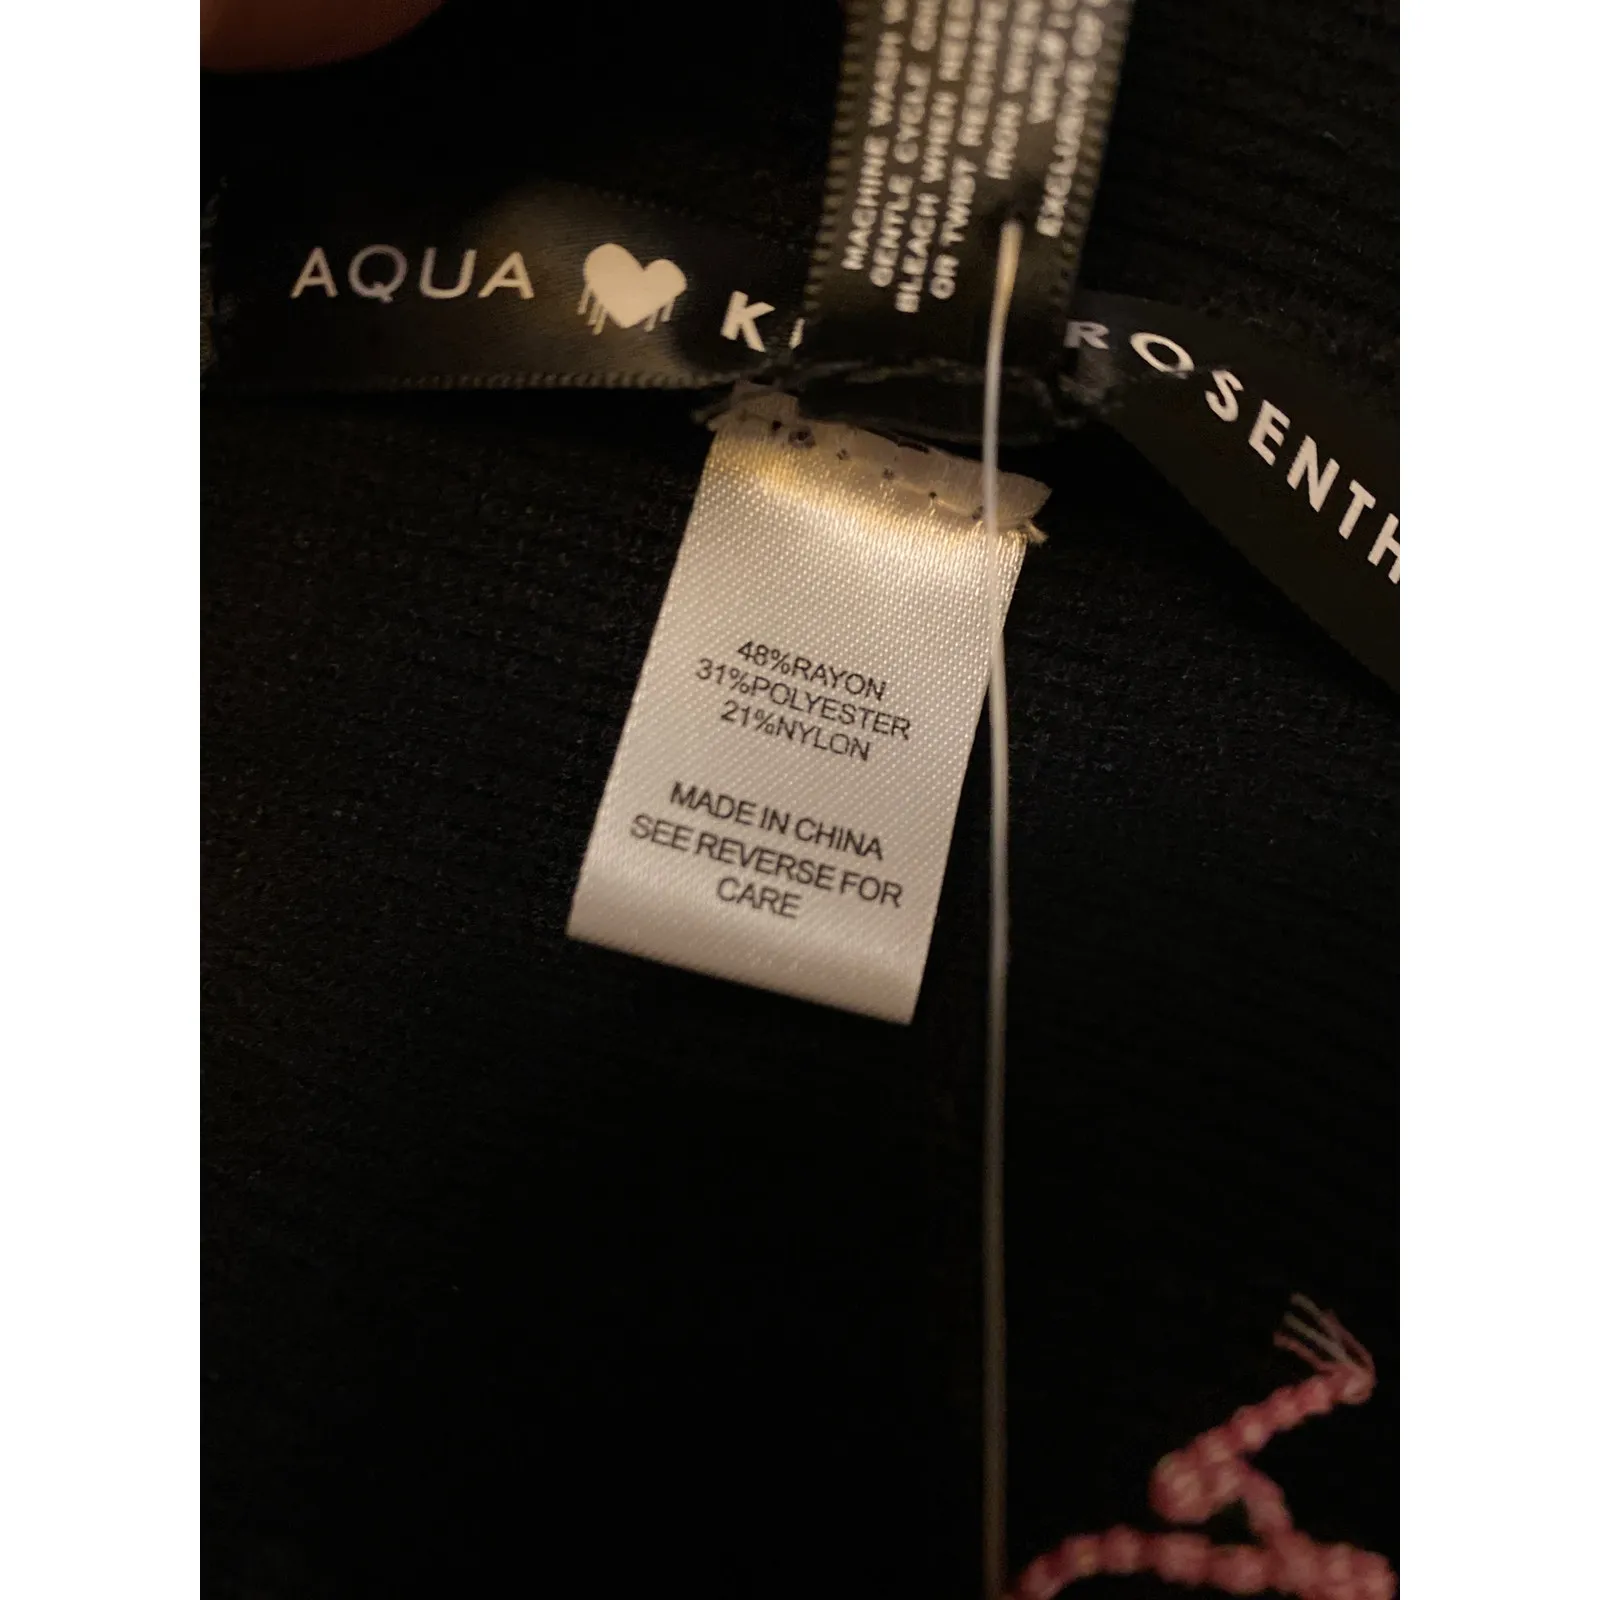 MACHINE WASH
GENTLE CYCLE
BLEACH WHEN
OR TWIST
IRON
EXCLUSIVE OF
AQUA K ROSENTH
48%RAYON
31%POLYESTER
21%NYLON
MADE IN CHINA
SEE REVERSE FOR
CARE